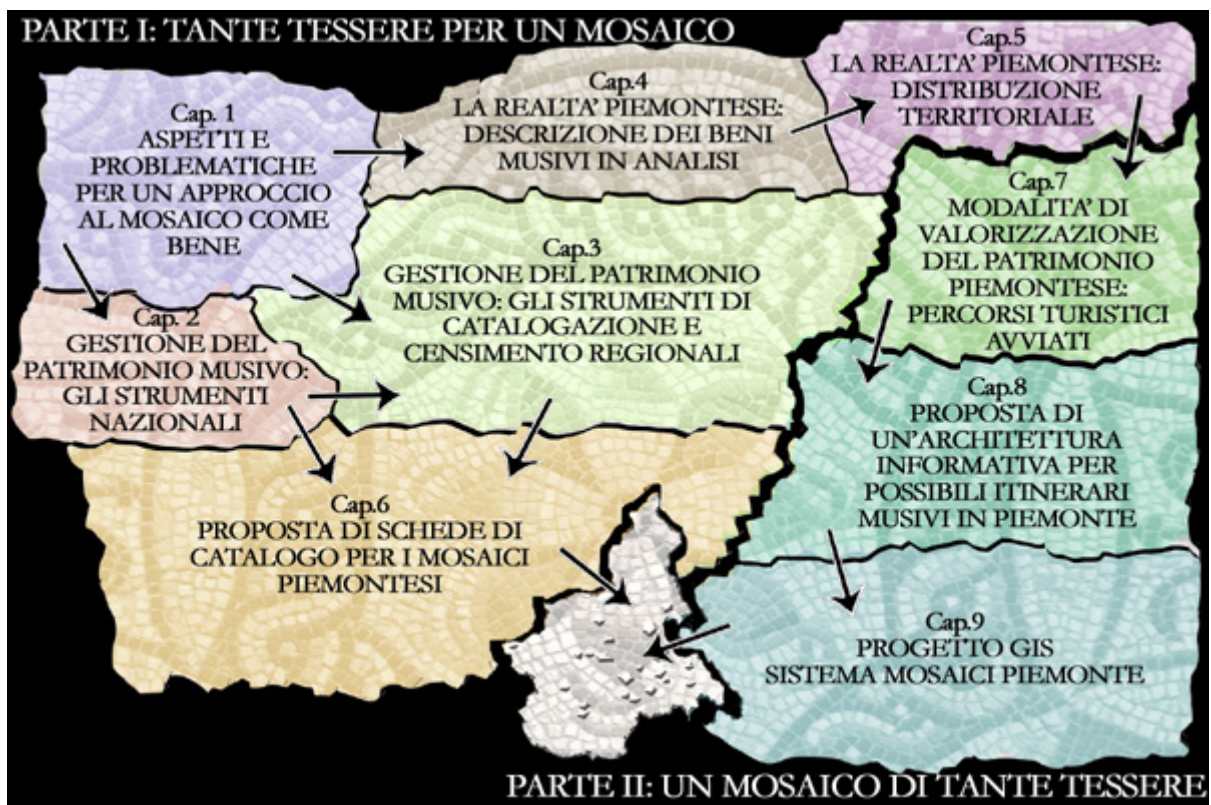 PARTE I: TANTE TESSERE PER UN MOSAICO
Cap. 1
ASPETTI E
PROBLEMATICHE
PER UN APPROCCIO
AL MOSAICO COME
BENE
Cap. 2
GESTIONE DEL
PATRIMONIO MUSIVO:
GLI STRUMENTI
NAZIONALI
Cap.3
GESTIONE DEL PATRIMONIO
MUSIVO: GLI STRUMENTI DI
CATALOGAZIONE E
CENSIMENTO REGIONALI
Cap.4
LA REALTA' PIEMONTESE:
DESCRIZIONE DEI BENI
MUSIVI IN ANALISI
Cap.5
LA REALTA' PIEMONTESE:
DISTRIBUZIONE
TERRITORIALE
Cap.6
PROPOSTA DI SCHEDE DI
CATALOGO PER I MOSAICI
PIEMONTESI
Cap.7
MODALITA' DI
VALORIZZAZIONE
DEL PATRIMONIO
PIEMONTESE:
PERCORSI TURISTICI
AVVIATI
Cap.8
PROPOSTA DI
UN'ARCHITETTURA
INFORMATIVA PER
POSSIBILI ITINERARI
MUSIVI IN PIEMONTE
Cap.9
PROGETTO GIS
SISTEMA MOSAICI PIEMONTE
PARTE II: UN MOSAICO DI TANTE TESSERE